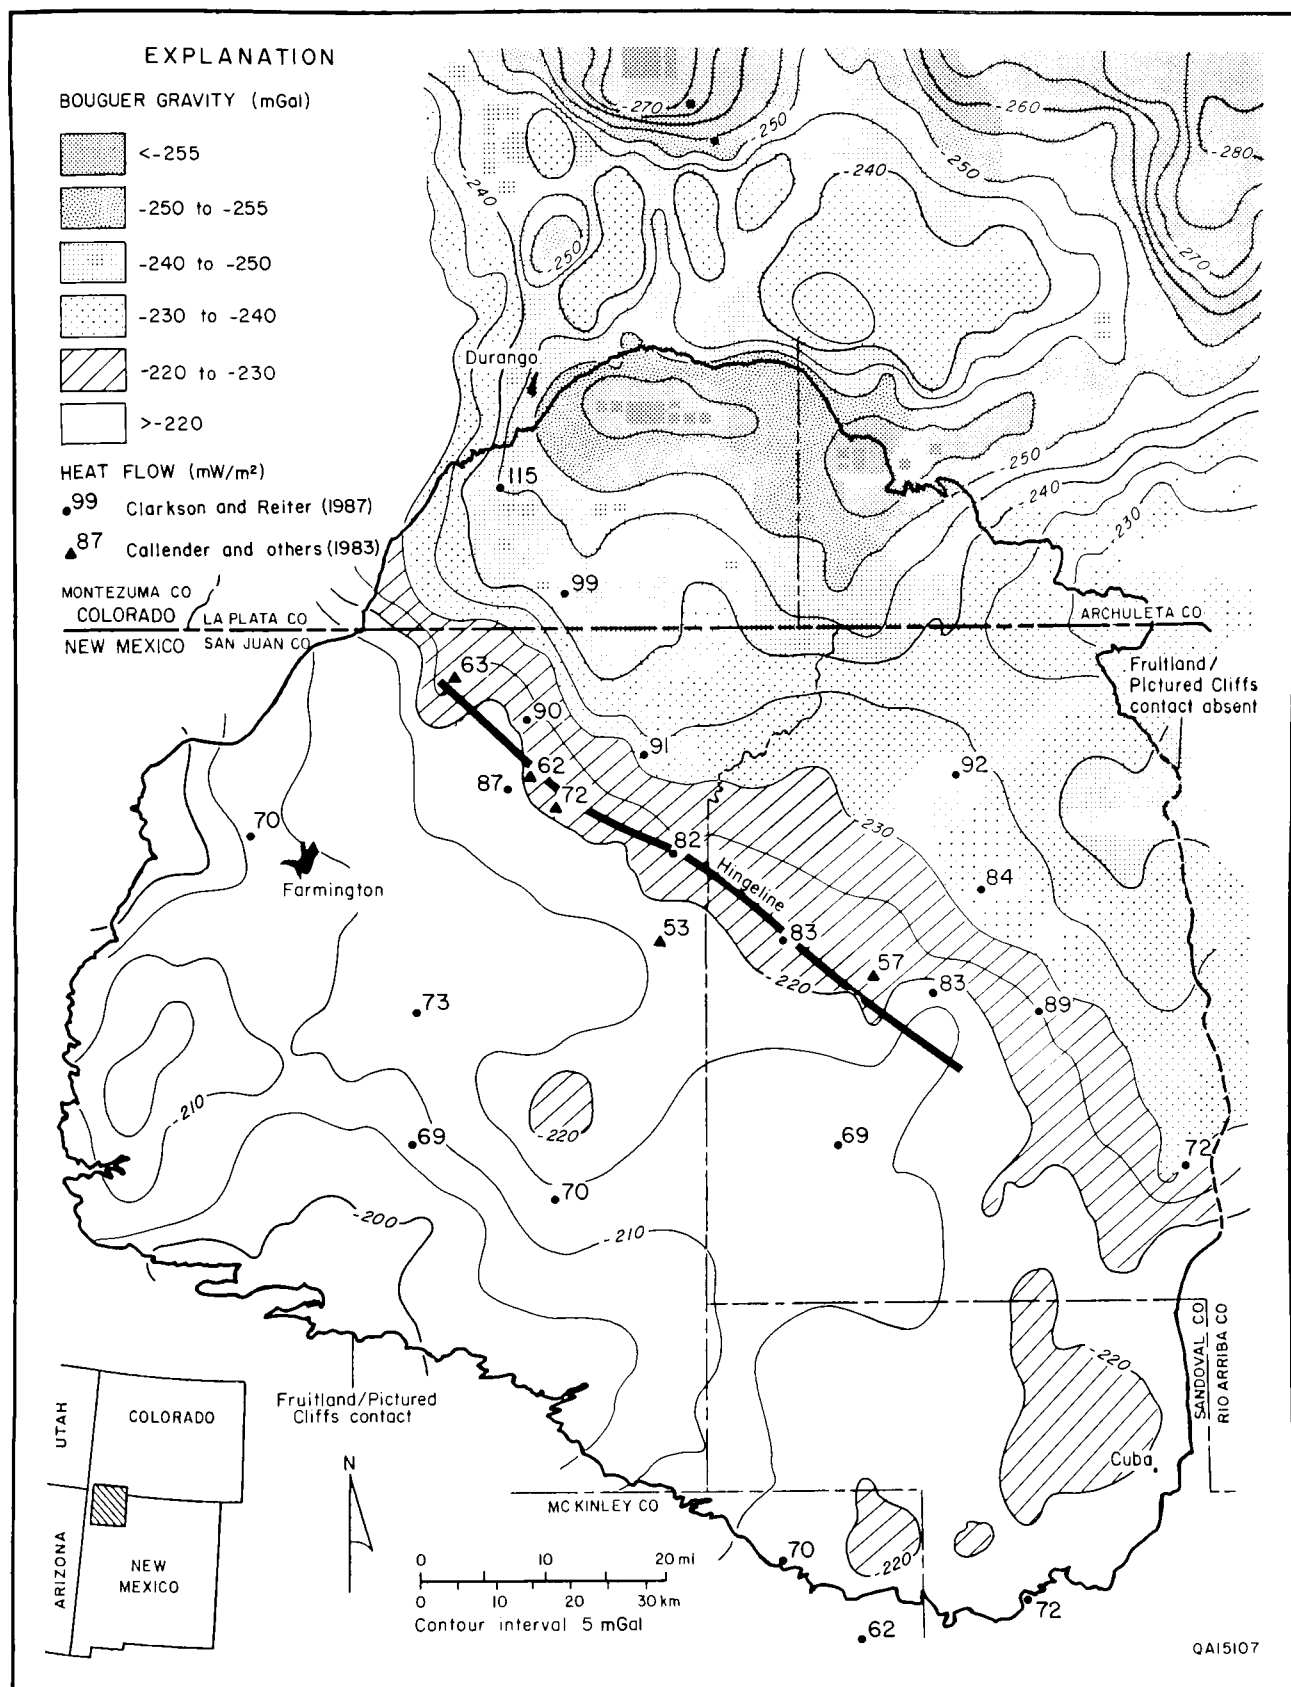 EXPLANATION
BOUGUER GRAVITY (mGal)
<-255
-250 to -255
-240 to -250
-230 to -240
-220 to -230
>-220
HEAT FLOW (mW/m²)
99 Clarkson and Reiter (1987)
87 Callender and others (1983)
MONTEZUMA CO
COLORADO
LA PLATA CO
NEW MEXICO
SAN JUAN CO
ARCHULETA CO
-270
-250
-260
-280
-240
-250
-240
-250
270
Durango
115
-250
-240
-230
99
Fruitland/
Pictured Cliffs
contact absent
63
90
91
92
62
87
72
70
-230
82
Hingeline
84
Farmington
83
53
57
-220
83
89
73
-210
-220
69
69
72
70
-200
-210
SANDOVAL CO
RIO ARRIBA CO
-220
Fruitland/Pictured
Cliffs contact
UTAH
COLORADO
ARIZONA
NEW
MEXICO
N
Cuba
MC KINLEY CO
0 10 20 mi
0 10 20 30 km
Contour interval 5 mGal
70
-220
72
62
QA15107